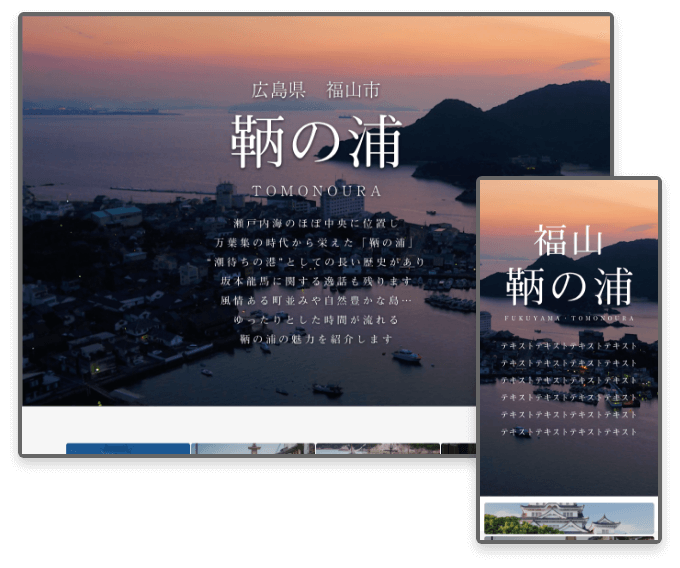 広島県　福山市
鞆の浦
TOMONOURA
瀬戸内海のほぼ中央に位置し
万葉集の時代から栄えた「鞆の浦」
“潮待ちの港”としての長い歴史があり
坂本龍馬に関する逸話も残ります
風情ある町並みや自然豊かな島…
ゆったりとした時間が流れる
鞆の浦の魅力を紹介します
福山
鞆の浦
FUKUYAMA・TOMONOURA
テキストテキストテキストテキスト
テキストテキストテキストテキスト
テキストテキストテキストテキスト
テキストテキストテキストテキスト
テキストテキストテキストテキスト
テキストテキストテキストテキスト